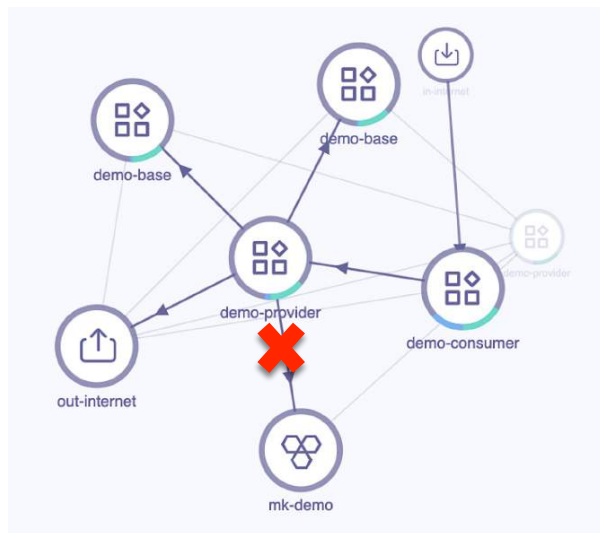 in-internet
demo-base
demo-base
demo-provider
demo-provider
demo-consumer
out-internet
mk-demo